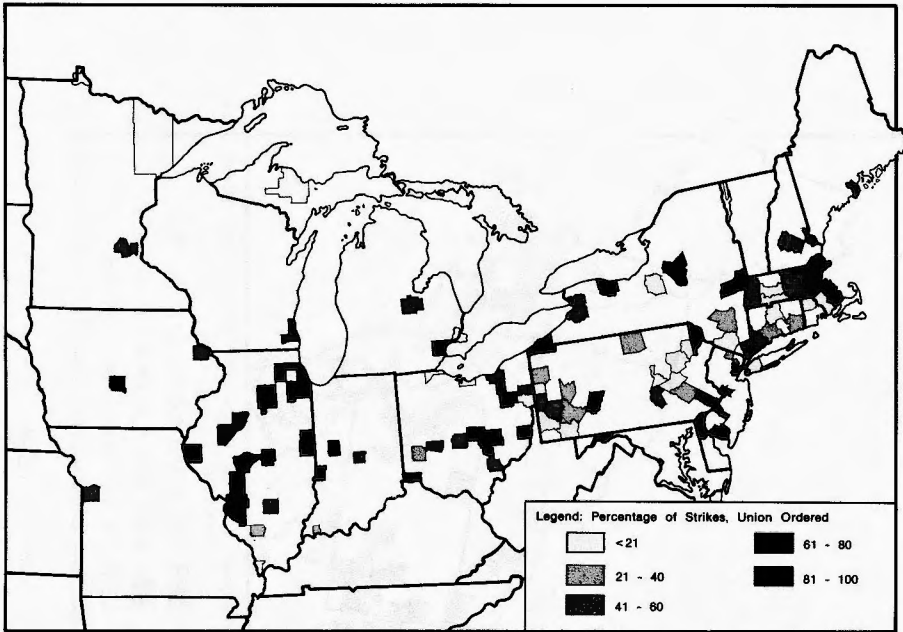 Legend: Percentage of Strikes, Union Ordered
<21
61 - 80
21 - 40
81 - 100
41 - 60